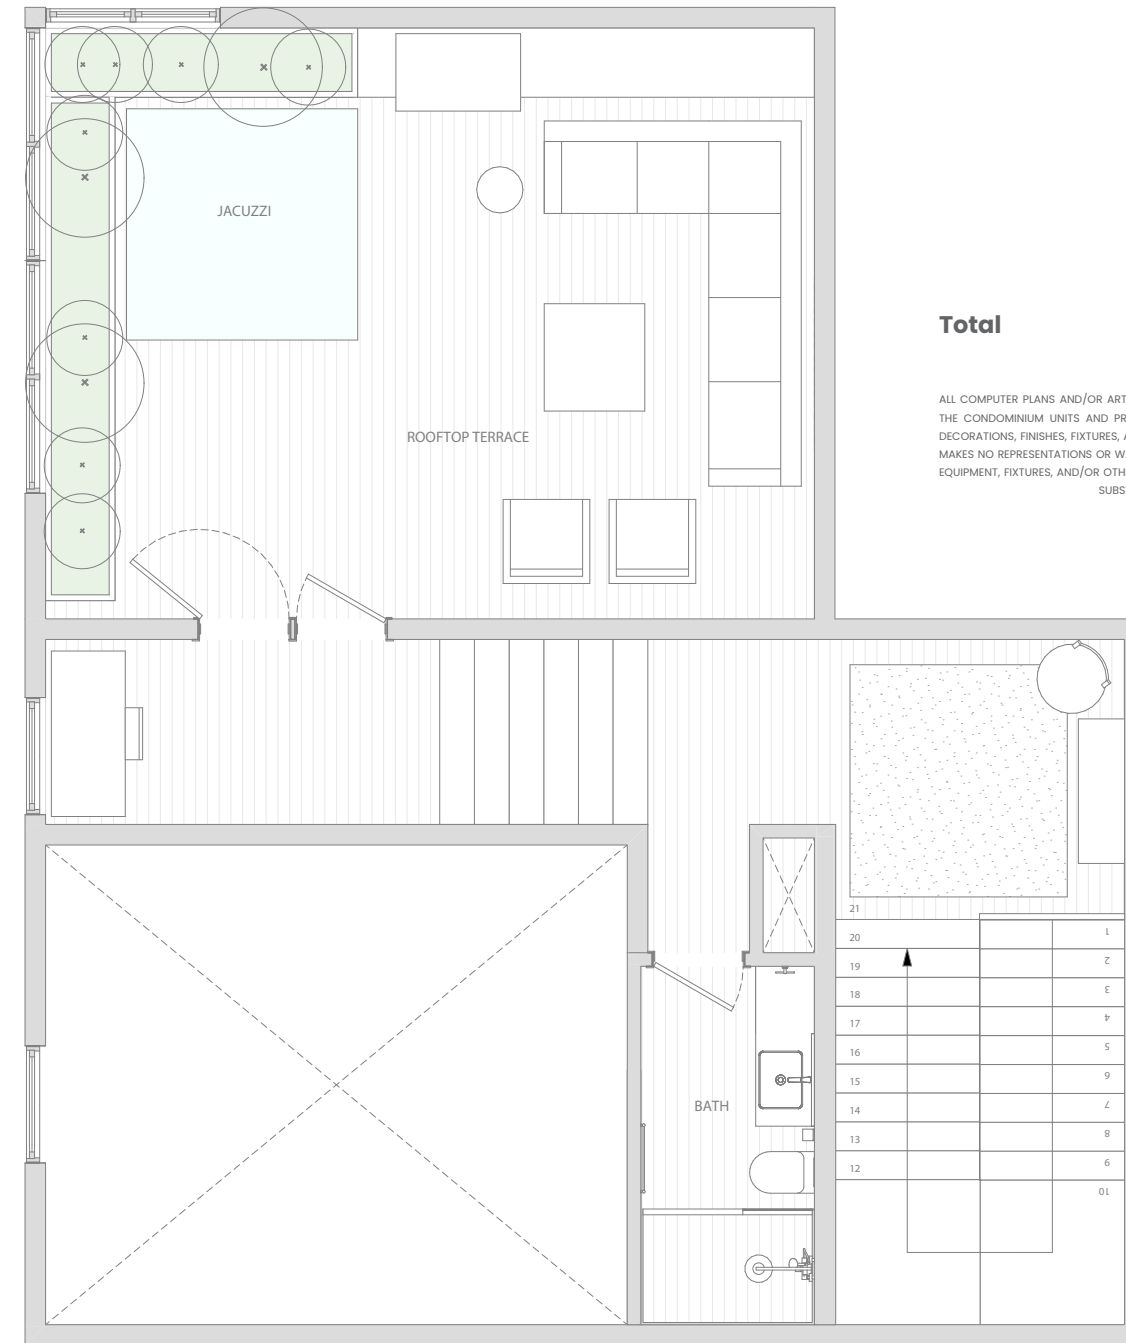 JACUZZI
Total
ALL COMPUTER PLANS AND/OR ART
THE CONDOMINIUM UNITS AND PR
DECORATIONS, FINISHES, FIXTURES, A
MAKES NO REPRESENTATIONS OR W
EQUIPMENT, FIXTURES, AND/OR OTH
SUBS
ROOFTOP TERRACE
21
20
19
18
17
16
15
14
13
12
1
2
3
4
5
6
7
8
9
10
BATH